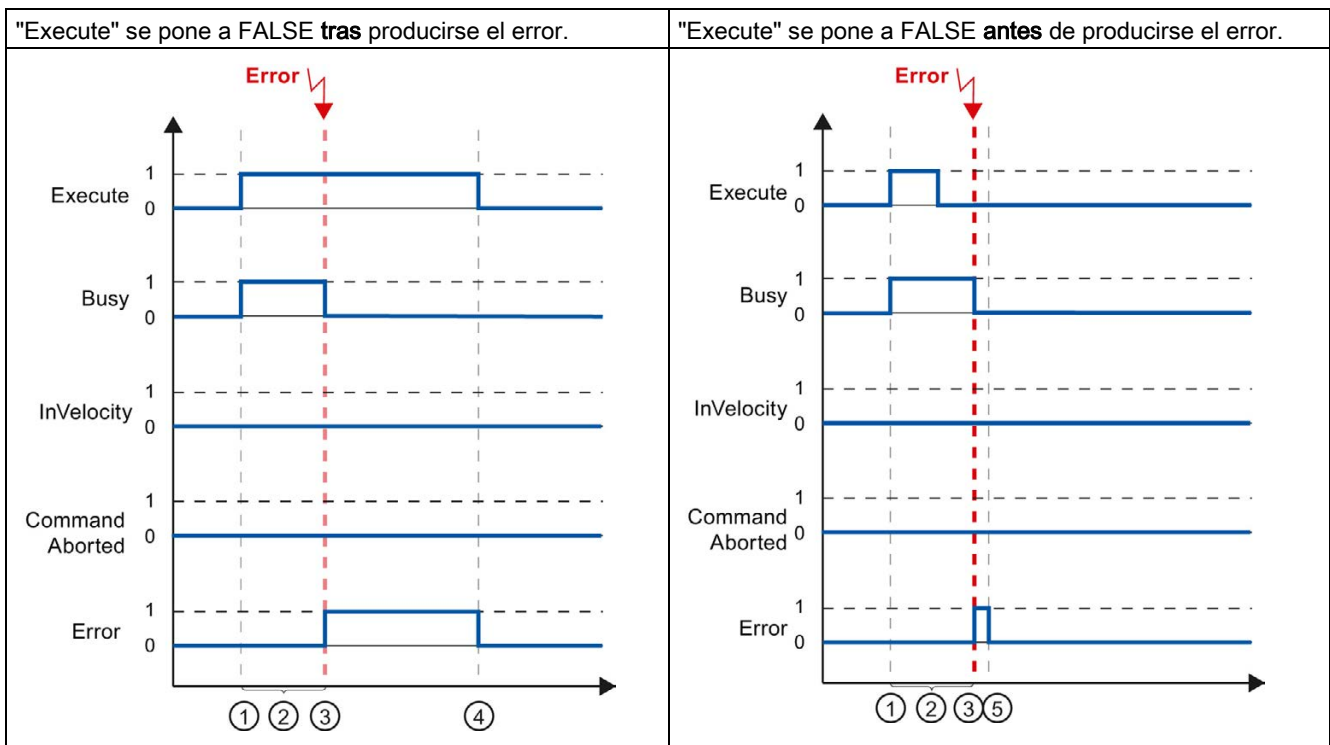 "Execute" se pone a FALSE tras producirse el error.
Error
1
Execute
0
1
Busy
0
1
InVelocity
0
1
Command
0
Aborted
1
Error
0
① ② ③ ④
"Execute" se pone a FALSE antes de producirse el error.
Error
1
Execute
0
1
Busy
0
1
InVelocity
0
1
Command
0
Aborted
1
Error
0
① ② ③⑤